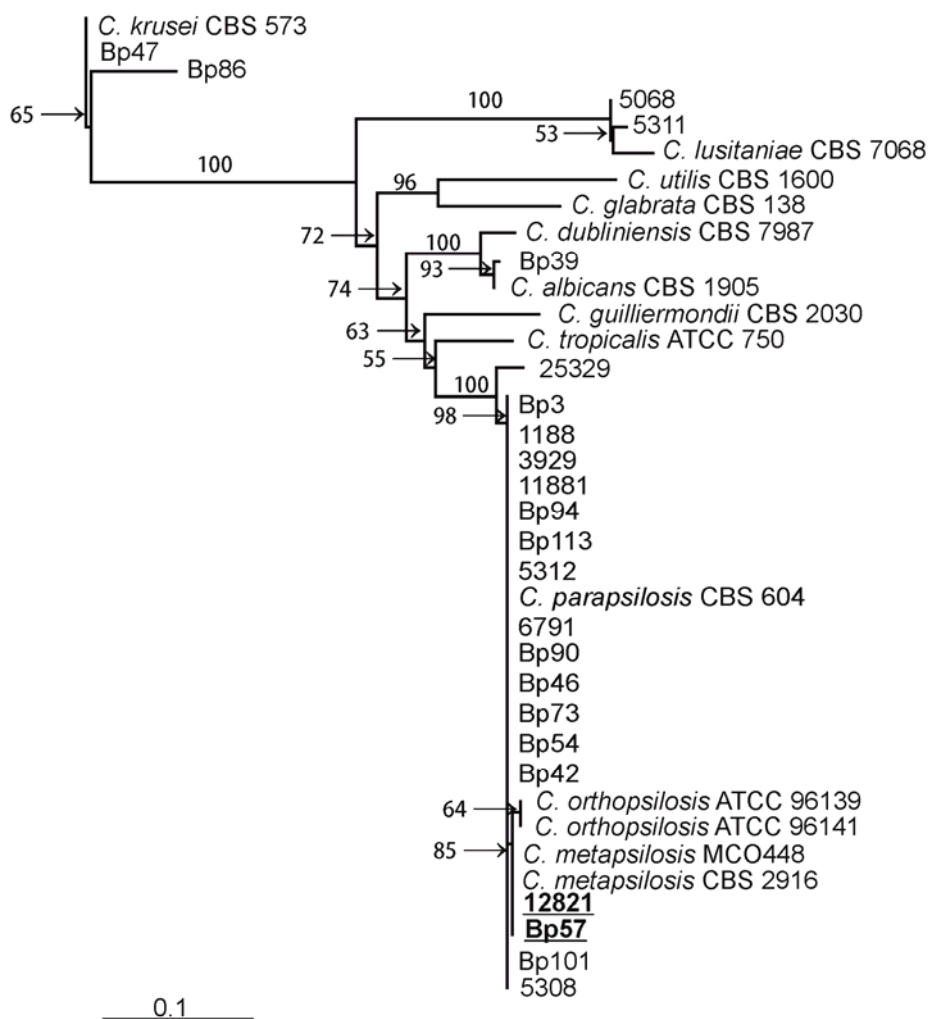 C. krusei CBS 573
Bp47
Bp86
65
100
5068
53
5311
C. lusitaniae CBS 7068
100
96
C. utilis CBS 1600
C. glabrata CBS 138
72
100
C. dubliniensis CBS 7987
93
Bp39
74
C. albicans CBS 1905
C. guilliermondii CBS 2030
63
C. tropicalis ATCC 750
55
25329
100
98
Bp3
1188
3929
11881
Bp94
Bp113
5312
C. parapsilosis CBS 604
6791
Bp90
Bp46
Bp73
Bp54
Bp42
64
C. orthopsilosis ATCC 96139
C. orthopsilosis ATCC 96141
85
C. metapsilosis MCO448
C. metapsilosis CBS 2916
12821
Bp57
Bp101
5308
0.1